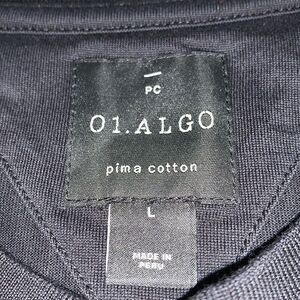 PC
01.ALGO
pima cotton
L
MADE IN
PERU